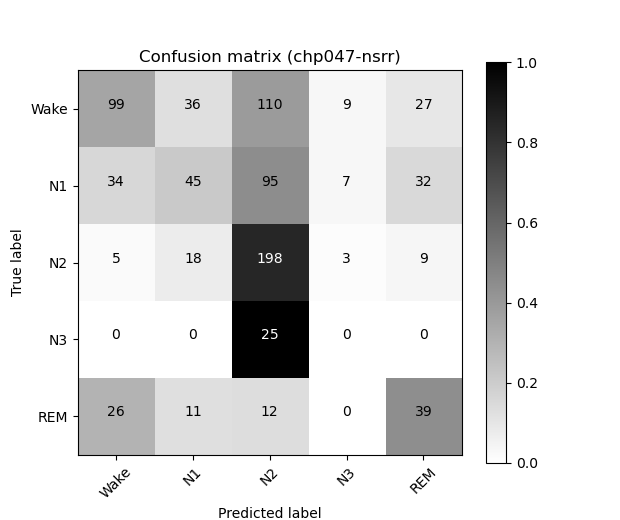 Confusion matrix (chp047-nsrr)
1.0
Wake 99 36 110 9 27
0.8
N1 34 45 95 7 32
0.6
True label
N2 5 18 198 3 9
0.4
N3 0 0 25 0 0
0.2
REM 26 11 12 0 39
0.0
Wake N1 N2 N3 REM
Predicted label